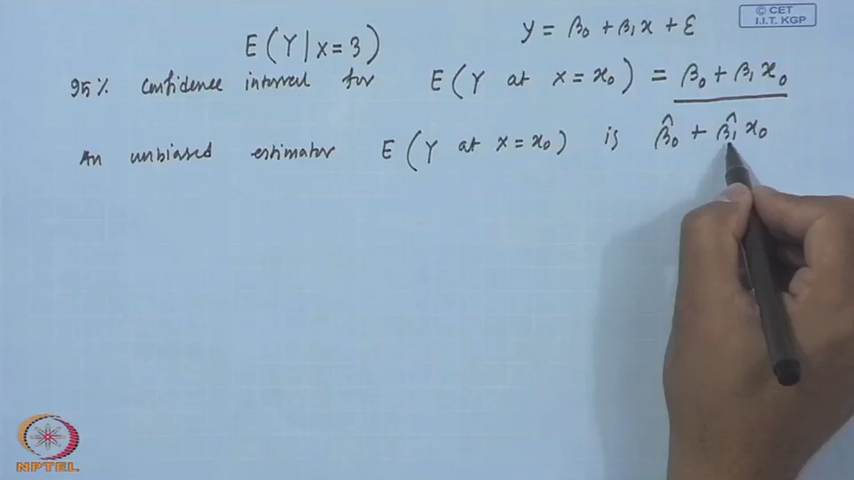 © CET
I.I.T. KGP
E(Y|x=3)
y = β₀ + β₁x + ε
95% Confidence interval for E(Y at x=x₀) = β₀ + β₁x₀
An unbiased estimator E(Y at x=x₀) is β̂₀ + β̂₁x₀
NPTEL